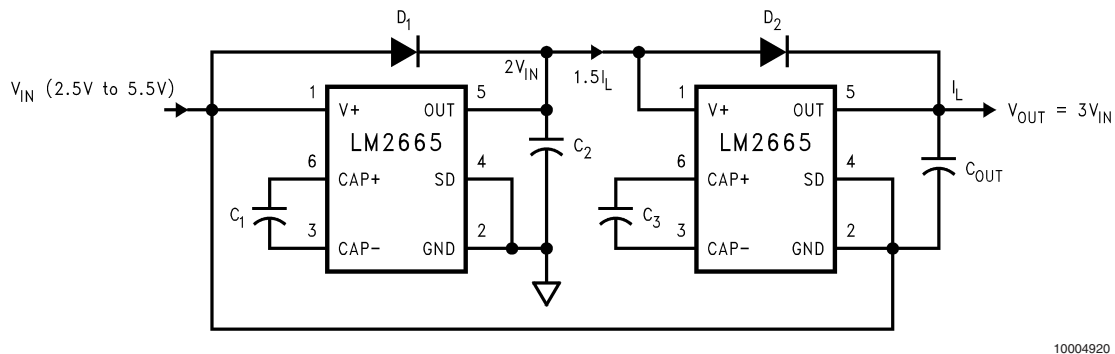 D1
D2
2VIN
1.5IL
VIN (2.5V to 5.5V)
1
V+
OUT
5
LM2665
C2
6
CAP+
SD
4
C1
3
CAP-
GND
2
1
V+
OUT
5
IL
VOUT = 3VIN
LM2665
6
CAP+
SD
4
COUT
C3
3
CAP-
GND
2
10004920